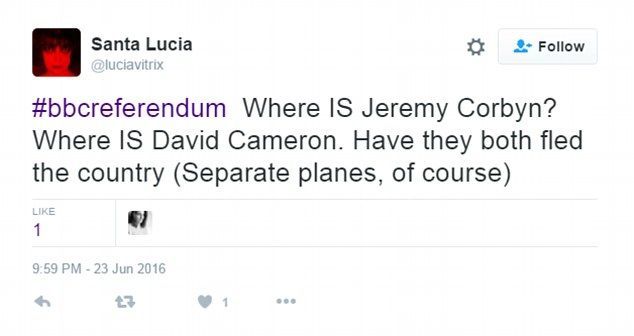 Santa Lucia
@luciavitrix
Follow
#bbcreferendum Where IS Jeremy Corbyn?
Where IS David Cameron. Have they both fled
the country (Separate planes, of course)
LIKE
1
9:59 PM - 23 Jun 2016
1